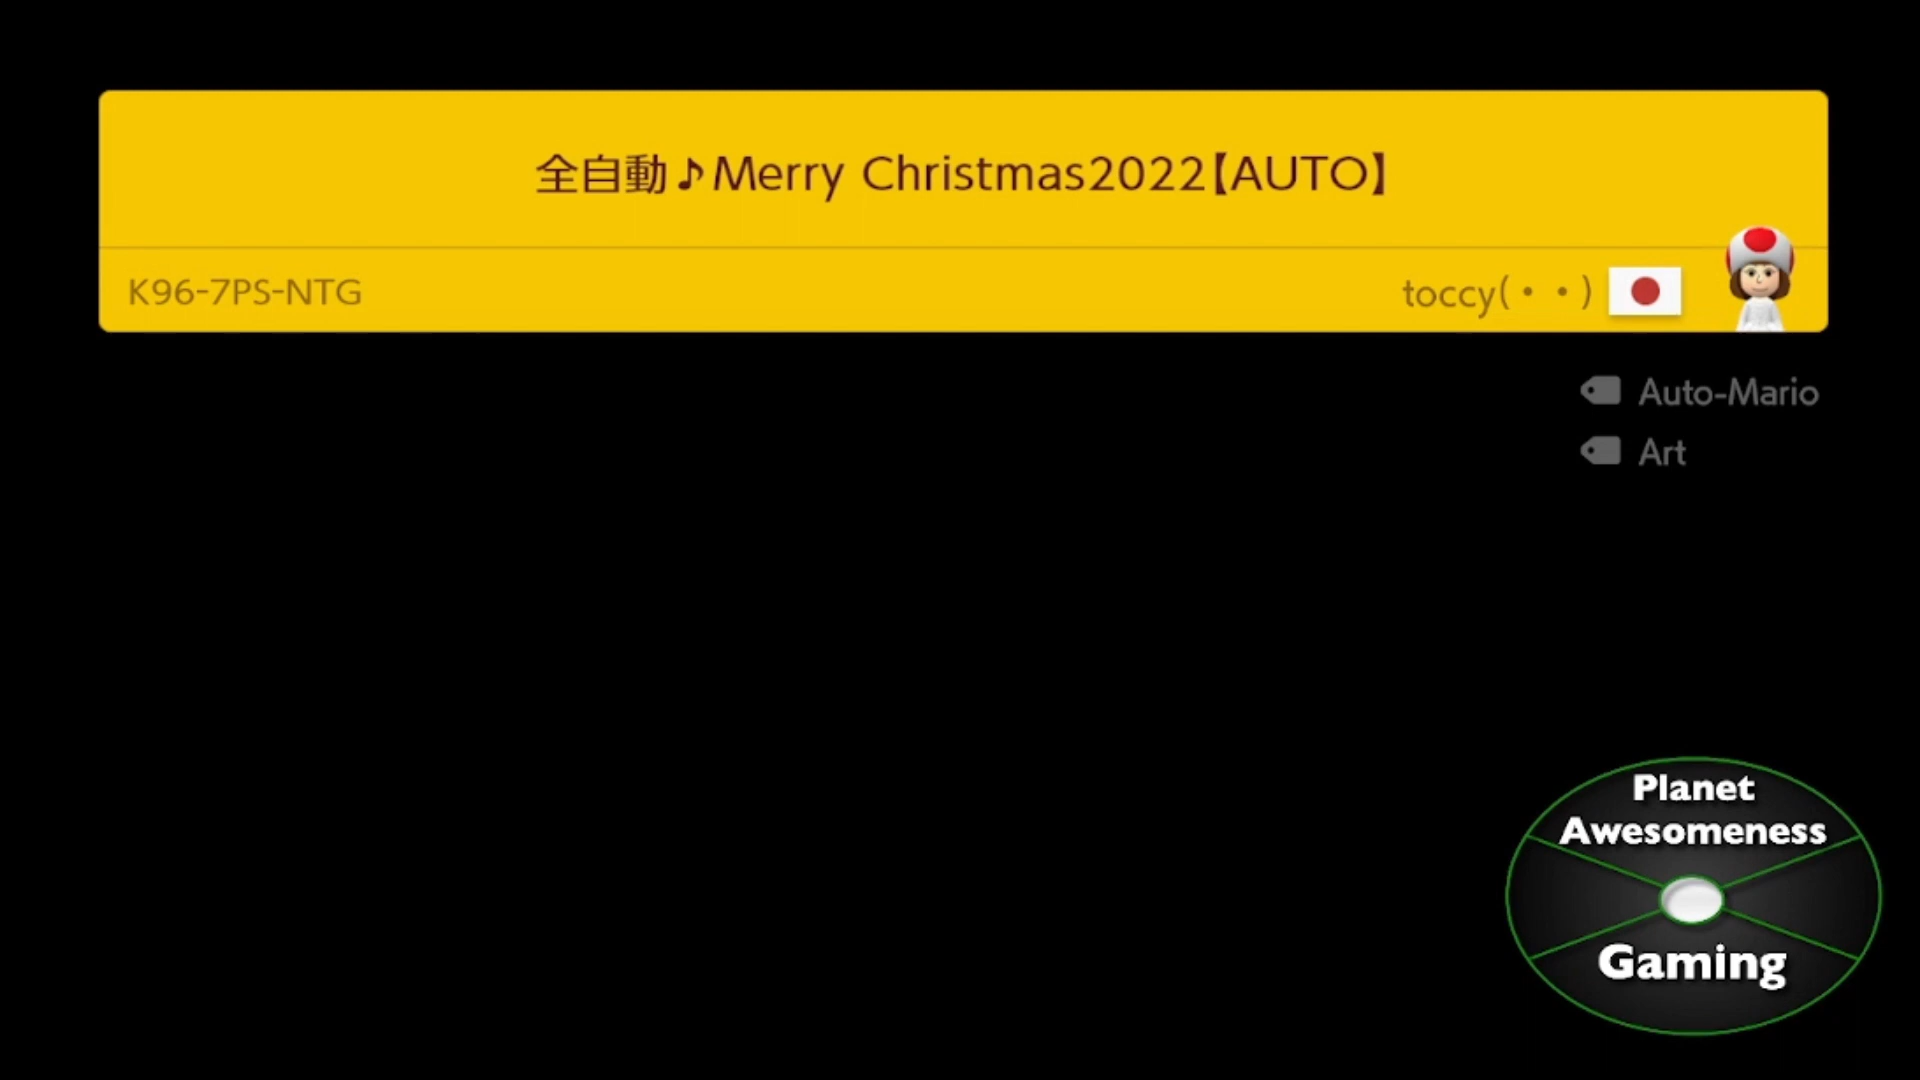 全自動♪Merry Christmas2022【AUTO】
K96-7PS-NTG
toccy(・・)
Auto-Mario
Art
Planet
Awesomeness
Gaming